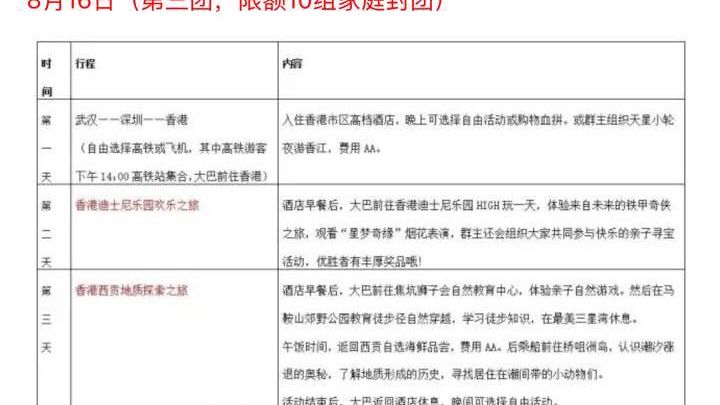 8月16日（第三团，限额10组家庭封团）
时间 行程 内容
第一天
武汉——深圳——香港
（自由选择高铁或飞机，其中高铁游客
下午14:00高铁站集合,大巴前往香港）
入住香港市区高档酒店，晚上可选择自由活动或购物血拼。或群主组织天星小轮
夜游香江，费用AA。
第二天
香港迪士尼乐园欢乐之旅
酒店早餐后，大巴前往香港迪士尼乐园HIGH玩一天，体验来自未来的铁甲奇侠
之旅，观看“星梦奇缘”烟花表演，群主还会组织大家共同参与快乐的亲子寻宝
活动，优胜者有丰厚奖品哦!
第三天
香港西贡地质探索之旅
酒店早餐后，大巴前往焦坑狮子会自然教育中心，体验亲子自然游戏。然后在马
鞍山郊野公园教育徒步径自然穿越，学习徒步知识，在最美三星湾休息。
午饭时间，返回西贡自选海鲜品尝，费用AA。后乘船前往桥咀洲岛，认识潮汐涨
退的奥秘，了解地质形成的历史，寻找居住在潮间带的小动物们。
活动结束后，大巴返回酒店休息，晚间可选择自由活动。